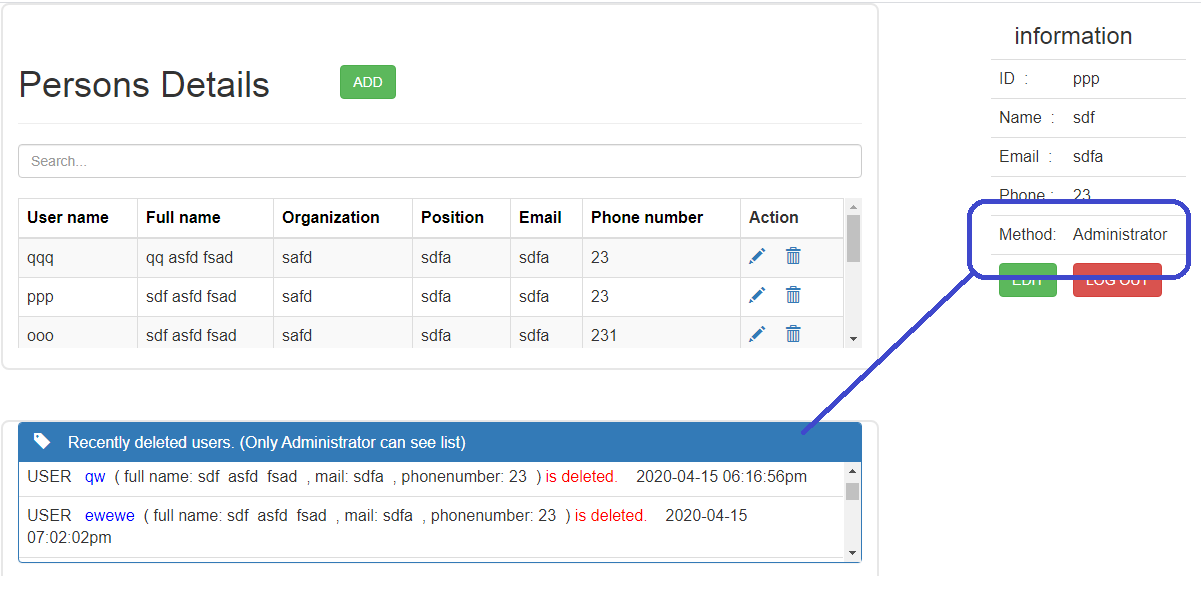 Persons Details
ADD
Search...
User name Full name Organization Position Email Phone number Action
qqq qq asfd fsad safd sdfa sdfa 23
ppp sdf asfd fsad safd sdfa sdfa 23
ooo sdf asfd fsad safd sdfa sdfa 231
Recently deleted users. (Only Administrator can see list)
USER qw ( full name: sdf asfd fsad , mail: sdfa , phonenumber: 23 ) is deleted. 2020-04-15 06:16:56pm
USER ewewe ( full name: sdf asfd fsad , mail: sdfa , phonenumber: 23 ) is deleted. 2020-04-15
07:02:02pm
information
ID : ppp
Name : sdf
Email : sdfa
Phone : 23
Method: Administrator
EDIT LOG OUT